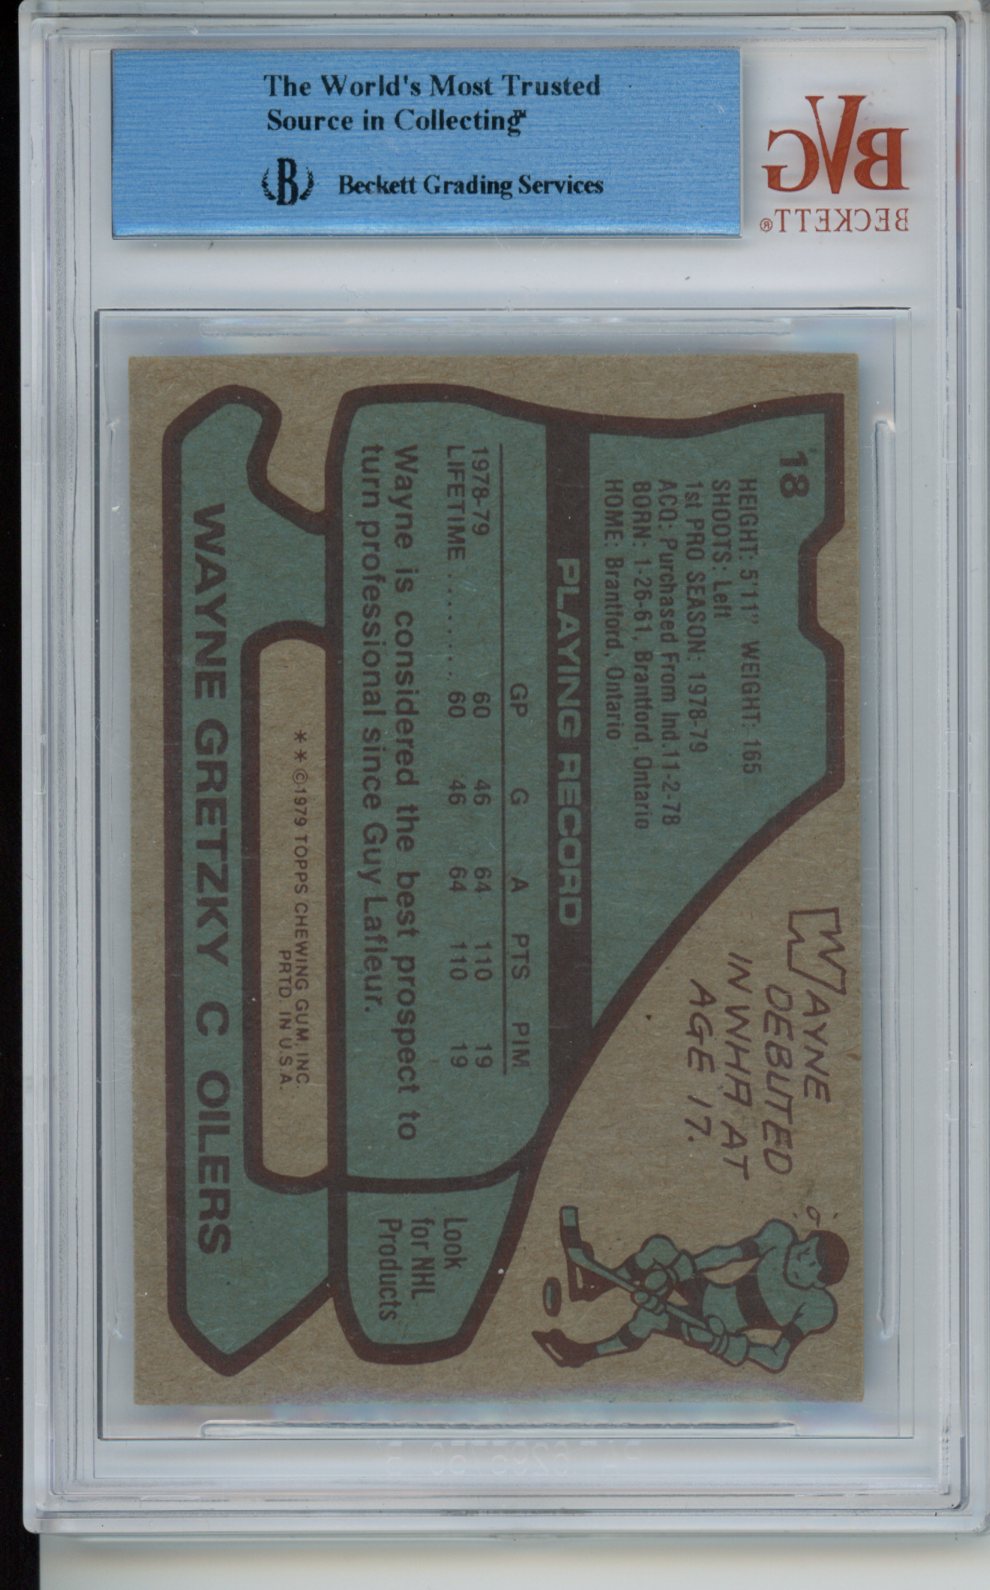 The World's Most Trusted
Source in Collecting™
B Beckett Grading Services
BVG
BECKETT®
18
HEIGHT: 5'11" WEIGHT: 165
SHOOTS: Left
1st PRO SEASON: 1978-79
ACQ: Purchased From Ind. 11-2-78
BORN: 1-26-61, Brantford, Ontario
HOME: Brantford, Ontario
WAYNE
DEBUTED
IN WHA AT
AGE 17.
PLAYING RECORD
GP G A PTS PIM
1978-79 60 46 64 110 19
LIFETIME ........ 60 46 64 110 19
Wayne is considered the best prospect to
turn professional since Guy Lafleur.
Look
for NHL
Products
**©1979 TOPPS CHEWING GUM, INC.
PRTD. IN U.S.A.
WAYNE GRETZKY C OILERS